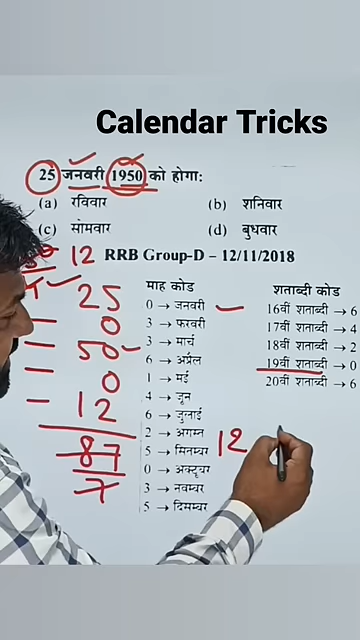 Calendar Tricks
25 जनवरी 1950 को होगा:
(a) रविवार (b) शनिवार
(c) सोमवार (d) बुधवार
12 RRB Group-D – 12/11/2018
माह कोड शताब्दी कोड
25 0 → जनवरी 16वीं शताब्दी → 6
0 3 → फरवरी 17वीं शताब्दी → 4
50 3 → मार्च 18वीं शताब्दी → 2
6 → अप्रैल 19वीं शताब्दी → 0
0 1 → मई 20वीं शताब्दी → 6
12 4 → जून
6 → जुलाई
87 2 → अगस्त
7 5 → सितम्बर 12
0 → अक्टूबर
3 → नवम्बर
5 → दिसम्बर